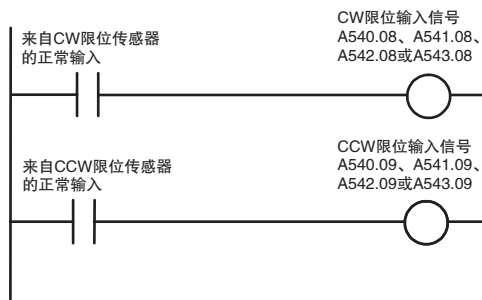 来自CW限位传感器
的正常输入
CW限位输入信号
A540.08、A541.08、
A542.08或A543.08
来自CCW限位传感器
的正常输入
CCW限位输入信号
A540.09、A541.09、
A542.09或A543.09